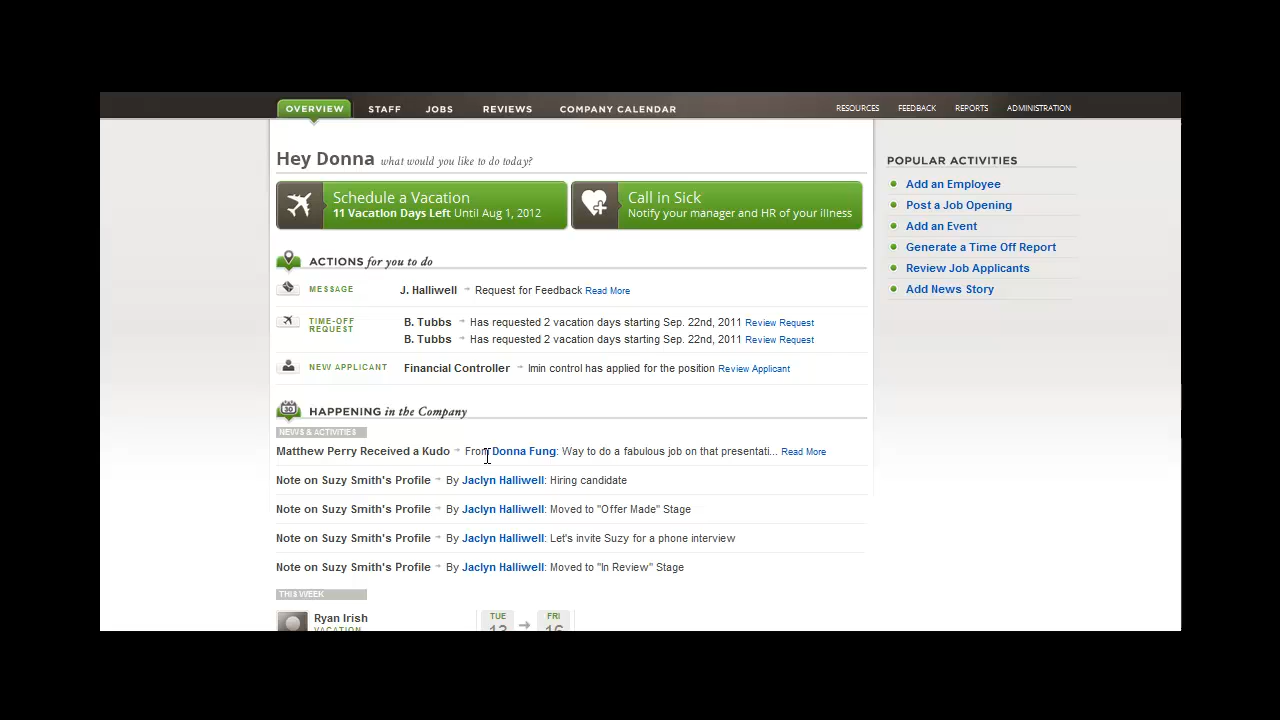 OVERVIEW STAFF JOBS REVIEWS COMPANY CALENDAR RESOURCES FEEDBACK REPORTS ADMINISTRATION
Hey Donna what would you like to do today?
Schedule a Vacation
11 Vacation Days Left Until Aug 1, 2012
Call in Sick
Notify your manager and HR of your illness
ACTIONS for you to do
MESSAGE J. Halliwell → Request for Feedback Read More
TIME-OFF
REQUEST
B. Tubbs → Has requested 2 vacation days starting Sep. 22nd, 2011 Review Request
B. Tubbs → Has requested 2 vacation days starting Sep. 22nd, 2011 Review Request
NEW APPLICANT Financial Controller → Imin control has applied for the position Review Applicant
30 HAPPENING in the Company
NEWS & ACTIVITIES
Matthew Perry Received a Kudo → From Donna Fung: Way to do a fabulous job on that presentati... Read More
Note on Suzy Smith's Profile → By Jaclyn Halliwell: Hiring candidate
Note on Suzy Smith's Profile → By Jaclyn Halliwell: Moved to "Offer Made" Stage
Note on Suzy Smith's Profile → By Jaclyn Halliwell: Let's invite Suzy for a phone interview
Note on Suzy Smith's Profile → By Jaclyn Halliwell: Moved to "In Review" Stage
THIS WEEK
Ryan Irish
VACATION
TUE → FRI
13 16
POPULAR ACTIVITIES
Add an Employee
Post a Job Opening
Add an Event
Generate a Time Off Report
Review Job Applicants
Add News Story